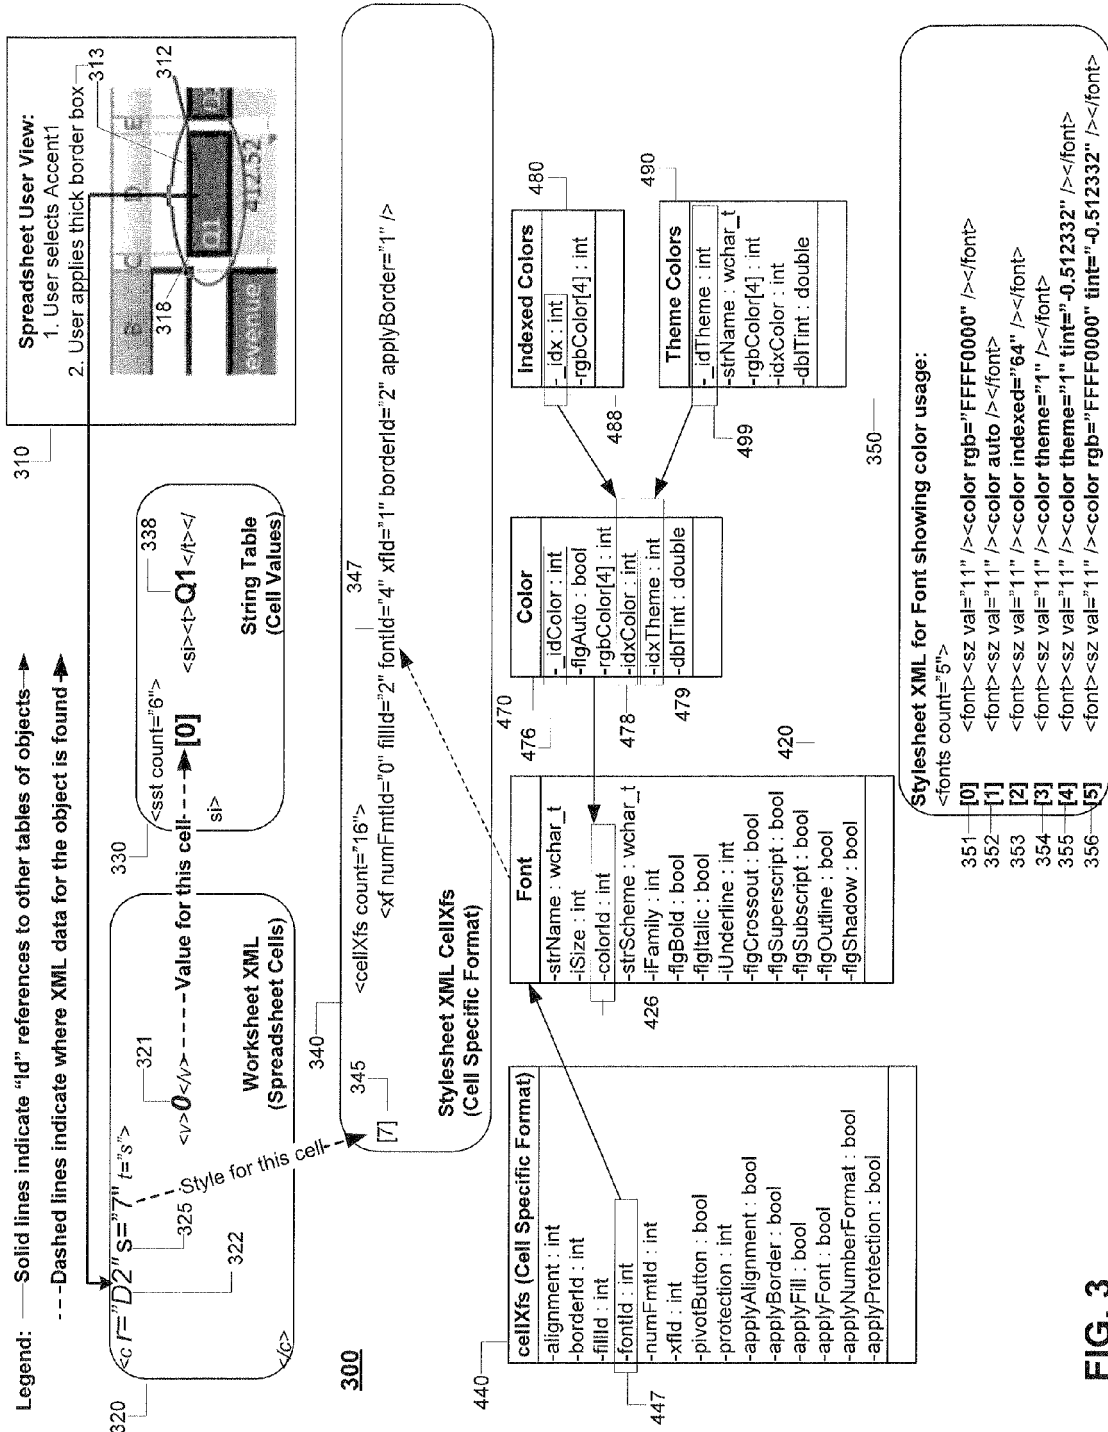 Legend: Solid lines indicate "Id" references to other tables of objects
---Dashed lines indicate where XML data for the object is found
310
Spreadsheet User View:
1. User selects Accent1
2. User applies thick border box
313
312
318
B C D E
evenue
Q1
412.52
320
<c r="D2" s="7" t="s">
325
322
321
<v>0</v>
Value for this cell
Style for this cell
Worksheet XML
(Spreadsheet Cells)
</c>
330
<sst count="6">
338
[0] <si><t>Q1</t></
si>
String Table
(Cell Values)
300
340
345
347
<cellXfs count="16">
[7] <xf numFmtId="0" fillId="2" fontId="4" xfId="1" borderId="2" applyBorder="1" />
Stylesheet XML CellXfs
(Cell Specific Format)
440
cellXfs (Cell Specific Format)
-alignment : int
-borderId : int
-fillId : int
-fontId : int
-numFmtId : int
-xfId : int
-pivotButton : bool
-protection : int
-applyAlignment : bool
-applyBorder : bool
-applyFill : bool
-applyFont : bool
-applyNumberFormat : bool
-applyProtection : bool
447
Font
-strName : wchar_t
-iSize : int
-colorId : int
-strScheme : wchar_t
-iFamily : int
-flgBold : bool
-flgItalic : bool
-iUnderline : int
-flgCrossout : bool
-flgSuperscript : bool
-flgSubscript : bool
-flgOutline : bool
-flgShadow : bool
426
420
470
476
Color
-_idColor : int
-flgAuto : bool
-rgbColor[4] : int
-idxColor : int
-idxTheme : int
-dblTint : double
478
479
480
Indexed Colors
-_idx : int
-rgbColor[4] : int
488
490
Theme Colors
-_idTheme : int
-strName : wchar_t
-rgbColor[4] : int
-idxColor : int
-dblTint : double
499
350
Stylesheet XML for Font showing color usage:
<fonts count="5">
351 [0] <font><sz val="11" /><color rgb="FFFF0000" /></font>
352 [1] <font><sz val="11" /><color auto /></font>
353 [2] <font><sz val="11" /><color indexed="64" /></font>
354 [3] <font><sz val="11" /><color theme="1" /></font>
355 [4] <font><sz val="11" /><color theme="1" tint="-0.512332" /></font>
356 [5] <font><sz val="11" /><color rgb="FFFF0000" tint="-0.512332" /></font>
FIG. 3